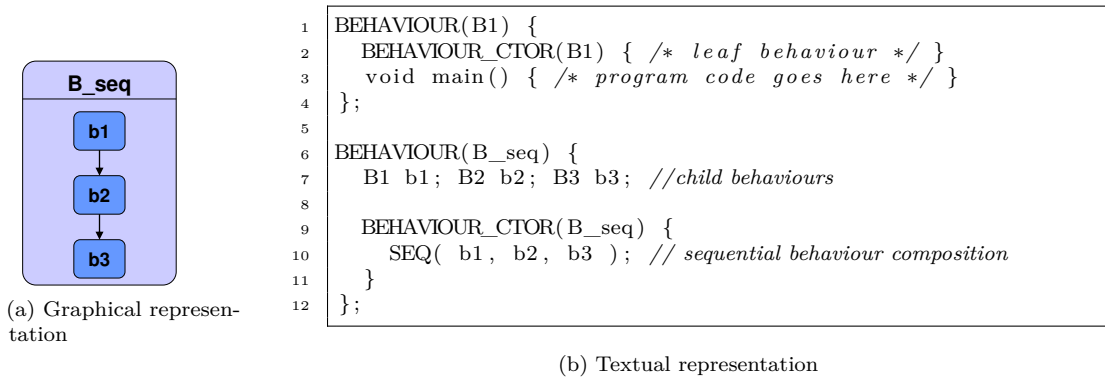 B_seq
b1
b2
b3
(a) Graphical represen-
tation
1 BEHAVIOUR(B1) {
2 BEHAVIOUR_CTOR(B1) { /* leaf behaviour */ }
3 void main() { /* program code goes here */ }
4 };
5
6 BEHAVIOUR(B_seq) {
7 B1 b1; B2 b2; B3 b3; //child behaviours
8
9 BEHAVIOUR_CTOR(B_seq) {
10 SEQ( b1, b2, b3 ); // sequential behaviour composition
11 }
12 };
(b) Textual representation